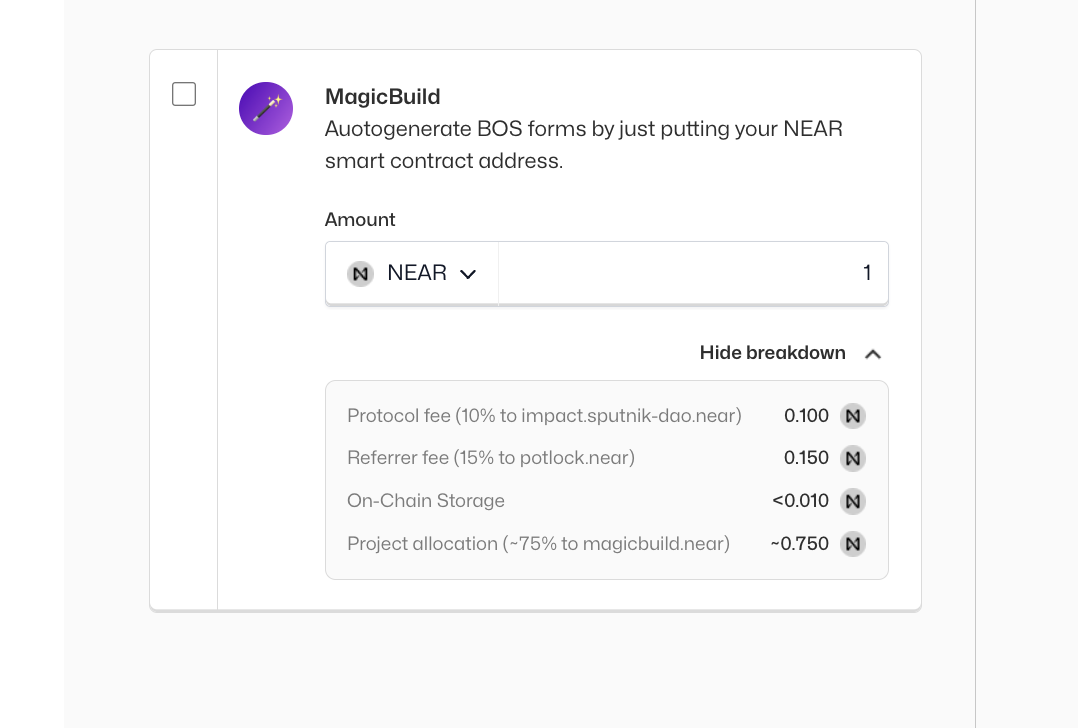 MagicBuild
Auotogenerate BOS forms by just putting your NEAR
smart contract address.
Amount
NEAR 1
Hide breakdown
Protocol fee (10% to impact.sputnik-dao.near) 0.100
Referrer fee (15% to potlock.near) 0.150
On-Chain Storage <0.010
Project allocation (~75% to magicbuild.near) ~0.750